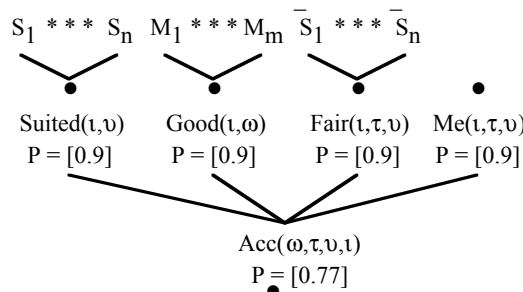 S₁ * * * Sₙ M₁ * * * Mₘ S̄₁ * * * S̄ₙ
Suited(ι,υ) Good(ι,ω) Fair(ι,τ,υ) Me(ι,τ,υ)
P = [0.9] P = [0.9] P = [0.9] P = [0.9]
Acc(ω,τ,υ,ι)
P = [0.77]